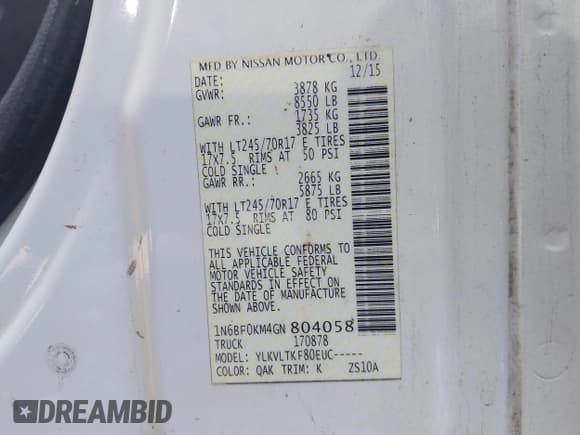 MFD BY NISSAN MOTOR CO., LTD.
DATE: 12/15
GVWR: 3878 KG
8550 LB
GAWR FR.: 1735 KG
3825 LB
WITH LT245/70R17 E TIRES
17X7.5 RIMS AT 50 PSI
COLD SINGLE
GAWR RR.: 2665 KG
5875 LB
WITH LT245/70R17 E TIRES
17X7.5 RIMS AT 80 PSI
COLD SINGLE
THIS VEHICLE CONFORMS TO
ALL APPLICABLE FEDERAL
MOTOR VEHICLE SAFETY
STANDARDS IN EFFECT ON
THE DATE OF MANUFACTURE
SHOWN ABOVE.
1N6BF0KM4GN804058
TRUCK 170878
MODEL: YLKVLTKF80EUC-----
COLOR: QAK TRIM: K ZS10A
DREAMBID